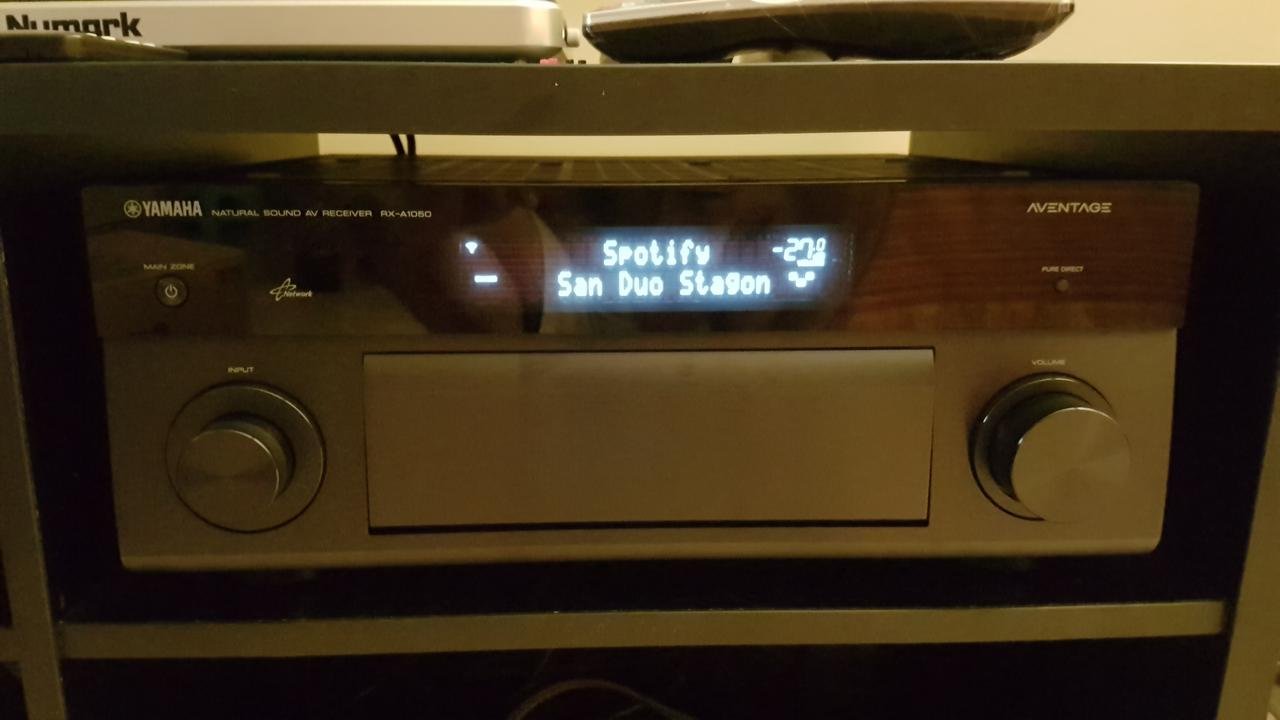 Numark
YAMAHA NATURAL SOUND AV RECEIVER RX-A1050 AVENTAGE
Spotify -27.0
MAIN ZONE PURE DIRECT
San Duo Stagon
A Network
INPUT VOLUME